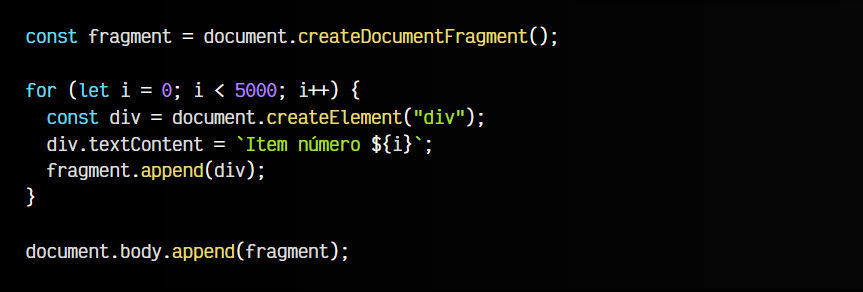 const fragment = document.createDocumentFragment();
for (let i = 0; i < 5000; i++) {
  const div = document.createElement("div");
  div.textContent = `Item número ${i}`;
  fragment.append(div);
}
document.body.append(fragment);